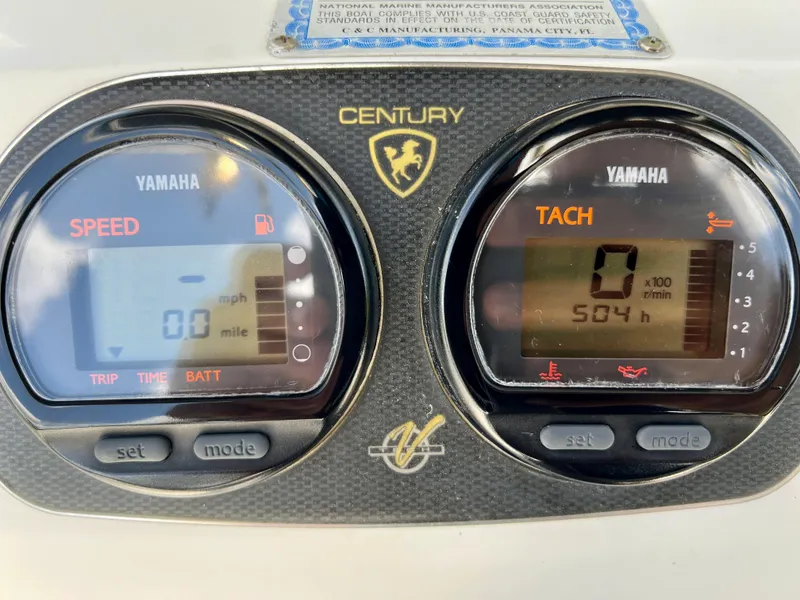 NATIONAL MARINE MANUFACTURERS ASSOCIATION
THIS BOAT COMPLIES WITH U.S. COAST GUARD SAFETY
STANDARDS IN EFFECT ON THE DATE OF CERTIFICATION
C & C MANUFACTURING, PANAMA CITY, FL
CENTURY
YAMAHA
SPEED
-
mph
0.0 mile
TRIP TIME BATT
set mode
YAMAHA
TACH
0 x100
r/min
504 h
5
4
3
2
1
set mode
V